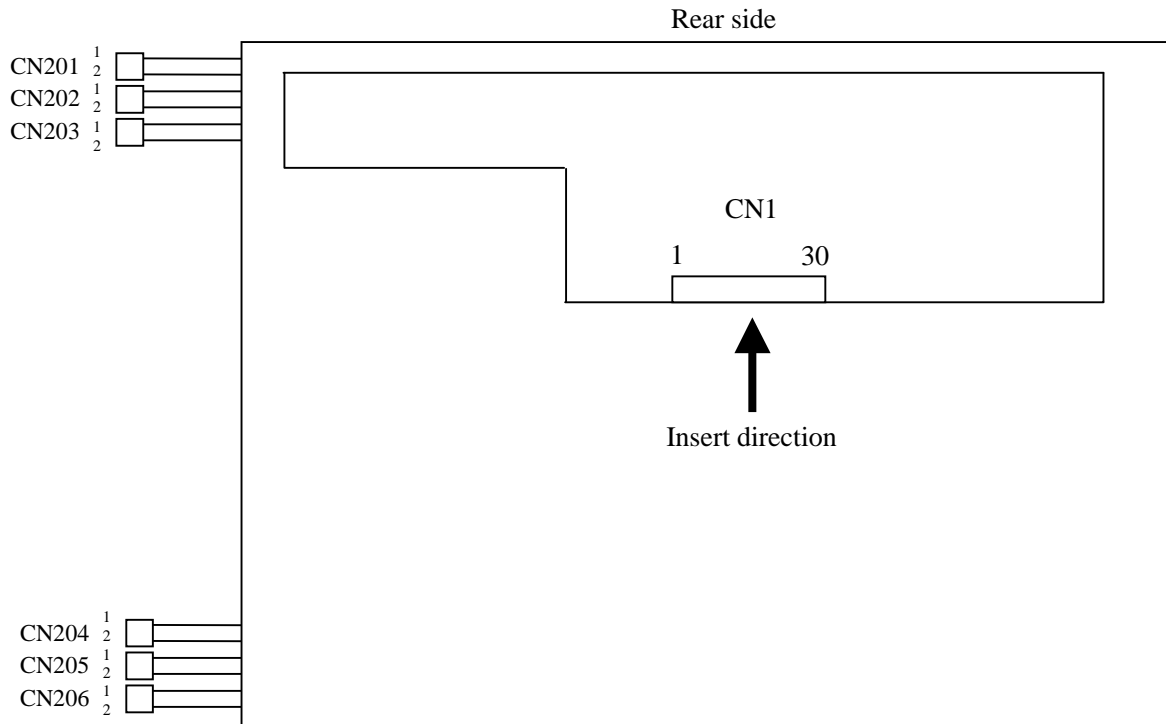 Rear side
CN201 1 2
CN202 1 2
CN203 1 2
CN1
1 30
Insert direction
CN204 1 2
CN205 1 2
CN206 1 2